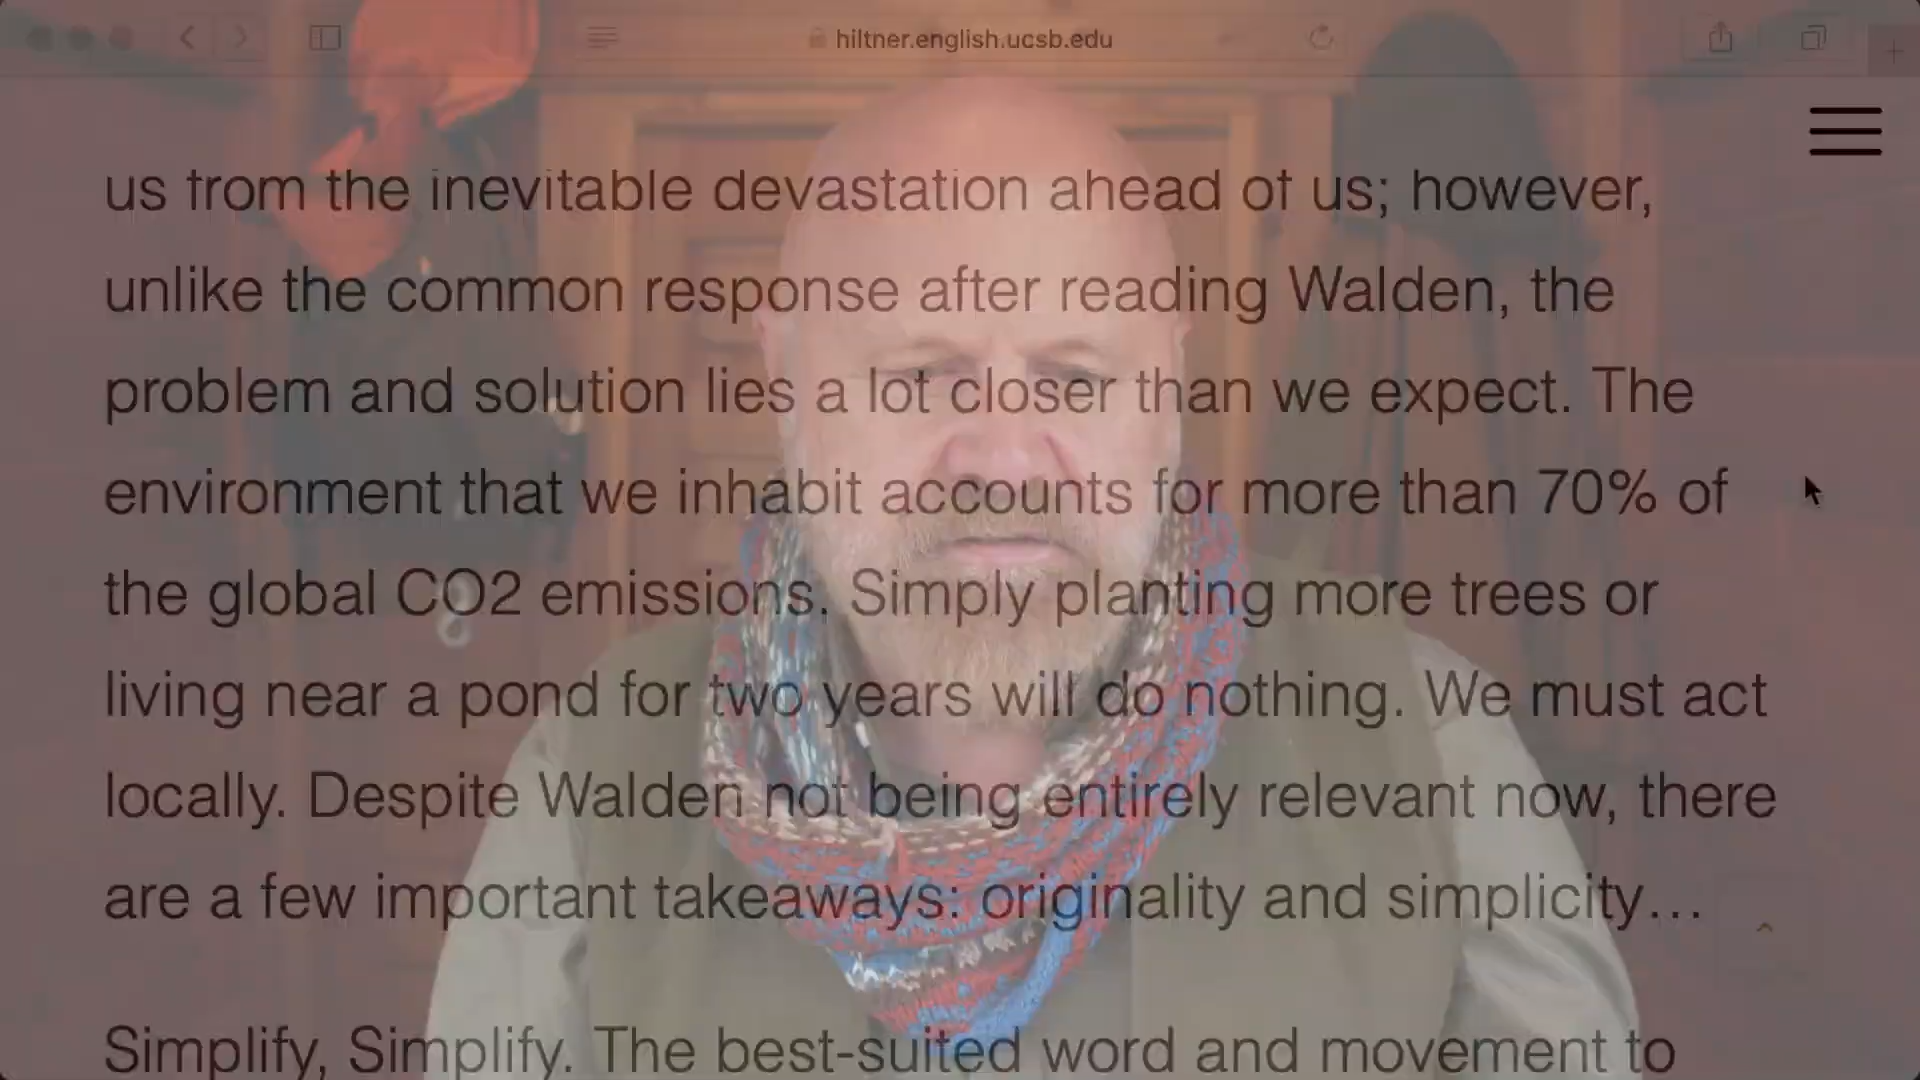 hiltner.english.ucsb.edu
us from the inevitable devastation ahead of us; however,
unlike the common response after reading Walden, the
problem and solution lies a lot closer than we expect. The
environment that we inhabit accounts for more than 70% of
the global CO2 emissions. Simply planting more trees or
living near a pond for two years will do nothing. We must act
locally. Despite Walden not being entirely relevant now, there
are a few important takeaways: originality and simplicity…
Simplify, Simplify. The best-suited word and movement to